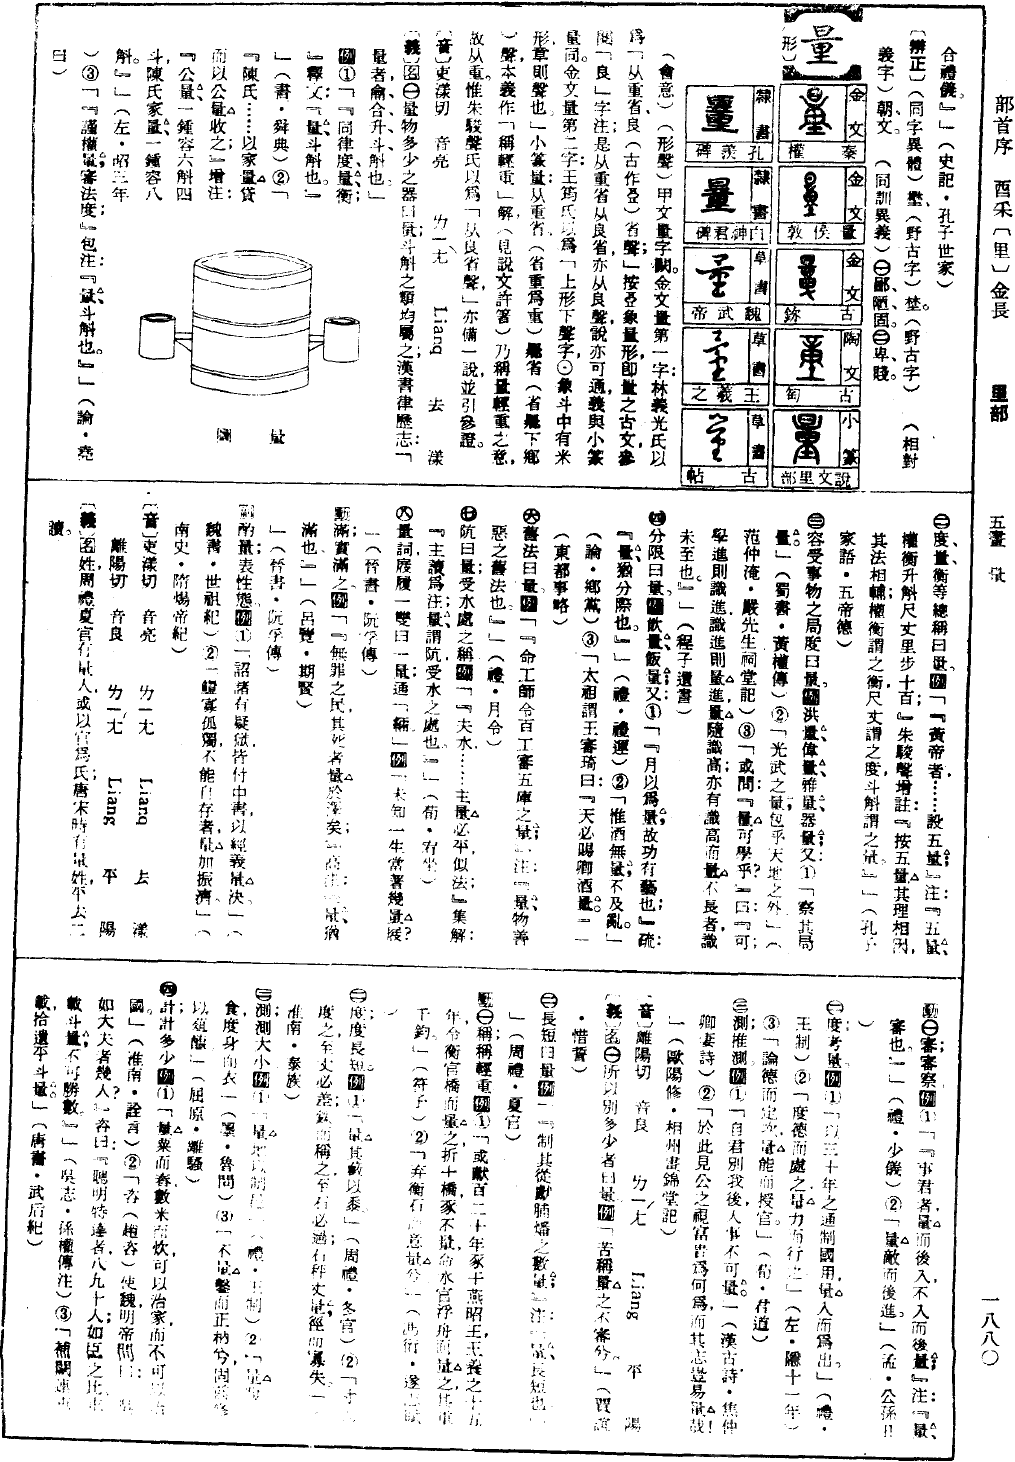 部首序　酉釆〔里〕金長　里部　五畫　量　一八八〇
合禮儀。』」（史記・孔子世家）
〔辨正〕（同字異體）壄（野古字）埜（野古字）（相對
義字）朝文。（同訓異義）㊀鄙陋固。㊁卑賤。
量
形〕
金文　秦權
金文　量侯敦
金文　古鉨
陶文　古匋
小篆　說文里部
隸書　孔羨碑
隸書　白神君碑
草書　魏武帝
草書　王羲之
草書　古帖
（會意）（形聲）甲文量字闕。金文量第一字：林義光氏以
爲「从重省良（古作㫐）省聲」按㫐象量形，卽量之古文，參
閱「良」字注；是从重省从良省亦从良聲，說亦可通，義與小篆
量同。金文量第二字：王筠氏以爲「上形下聲字，⊙象斗中有米
形，章則聲也。」小篆量：从重省（省重爲重）曏省（省曏下鄉
）聲，本義作「稱輕重」解（見說文許箸）乃稱量輕重之意，
故从重；惟朱駿聲氏以爲「从良省聲」亦備一說，並引參證。
〔音〕吏漾切　音亮　ㄌㄧㄤˋ　Liang　去　漾
〔義〕名㊀量物多少之器曰量，斗斛之類均屬之；漢書律歷志：「
量者，龠合升斗斛也」
例①「『同律度量衡
』釋文『量，斗斛也。』
」（書・舜典）②「
『陳氏……以家量貸
而以公量收之』增注：
『公量一鍾容六斛四
斗，陳氏家量一鍾容八
斛。』」（左・昭三年
）③「『謹權量，審法度；』包注：『量，斗斛也。』」（論・堯
曰）
量　圖
㊁度量衡等總稱曰量。例「『黃帝者……設五量；』注：『五量，
權衡、升斛、尺丈、里步、十百。』朱駿聲增註：『按五量其理相因，
其法相輔，權衡謂之衡，尺丈謂之度，斗斛謂之量。』」（孔子
家語・五帝德）
㊂容受事物之局度曰量。例洪量、偉量、雅量、器量。又①「察其局
量」（蜀書・黃權傳）②「光武之量，包乎天地之外」（
范仲淹・嚴先生祠堂記）③「或問：『量可學乎？』曰：『可；
學進則識進，識進則量進，量隨識高。亦有識高而量不長者，識
未至也。』」（程子遺書）
㊃分限曰量。例飲量、飯量。又①「『月以爲量，故功有藝也。』疏：
『量，猶分際也。』」（禮・禮運）②「惟酒無量，不及亂。」
（論・鄉黨）③「太祖謂王審琦曰：『天必賜卿酒量。』」
（東都事略）
㊅舊法曰量。例「『命工師，令百工，審五庫之量；』注：『量，物善
惡之舊法也。』」（禮・月令）
㊆阬曰量，受水處之稱。例「『夫水……主量必平，似法；』集解：
『主讀爲注；量，謂阬受水之處也。』」（荀・宥坐）
㊇量詞：屐履一雙曰一量，通「緉」例「未知一生當著幾量屐？
」（晉書・阮孚傳）
動滿；實滿之。例「『無罪之民，其死者量於澤矣；』高注：『量，猶
滿也。』」（呂覽・期賢）
副酌量，表性態。例①「詔諸有疑獄，皆付中書，以經義量決。」（
魏書・世祖紀）②「鰥寡孤獨不能自存者，量加振濟。」（
南史・隋煬帝紀）
〔音〕吏漾切　音亮　ㄌㄧㄤˋ　Liang　去　漾
離陽切　音良　ㄌㄧㄤˊ　Liang　平　陽
〔義〕名姓，周禮夏官有量人，或以官爲氏；唐宋時有量姓，平去二
讀。
動㊀審；審察。例①「『事君者量而後入，不入而後量；』注：『量，
審也。』」（禮・少儀）②「量敵而後進。」（孟・公孫丑
）
㊁度；考量。例①「以三十年之通制國用，量入而爲出。」（禮・
王制）②「度德而處之，量力而行之。」（左・隱十一年）
③「論德而定次，量能而授官。」（荀・君道）
㊂測；推測。例①「自君別我後，人事不可量。」（漢古詩・焦仲
卿妻詩）②「於此見公之視富貴爲何爲，而其志豈易量哉！
」（歐陽修・相州晝錦堂記）
〔音〕離陽切　音良　ㄌㄧㄤˊ　Liang　平　陽
〔義〕名㊀所以別多少者曰量。例「苦稱量之不審兮」（賈誼
・惜誓）
㊁長短曰量。例「『制其從獻脯燔之數量；』注：『量，長短也。』
」（周禮・夏官）
動㊀稱；稱輕重。例①「或獻百二十年豕于燕昭王，王養之十五
年，令衡官橋而量之，折十橋，豕不量，命水官浮舟而量之，其重
千鈞」（符子）②「弃衡石　意量兮」（馮衍・遂志賦
㊁度；度長短。例①「量其藪以黍」（周禮・冬官）②「寸寸
度之，至丈必差；銖而稱之，至石必過。石秤丈量，徑而寡失。」
淮南・泰族）
㊂測；測大小。例①「量地以制邑」（禮・王制）②「量腹
食，度身而衣」（墨・魯問）③「不量鑿而正枘兮，固前修
以菹醢」（屈原・離騷）
㊃計；計多少。例①「量粟而舂，數米而炊，可以治家而不可以治
國」（淮南・詮言）②「咨（趙咨）使魏，明帝問曰：『吳
如大夫者幾人？』咨曰：『聰明特達者八九十人，如臣之比，車
載斗量，不可勝數。』」（吳志・孫權傳注）③「補闕連車
載，拾遺平斗量。」（唐書・武后紀）